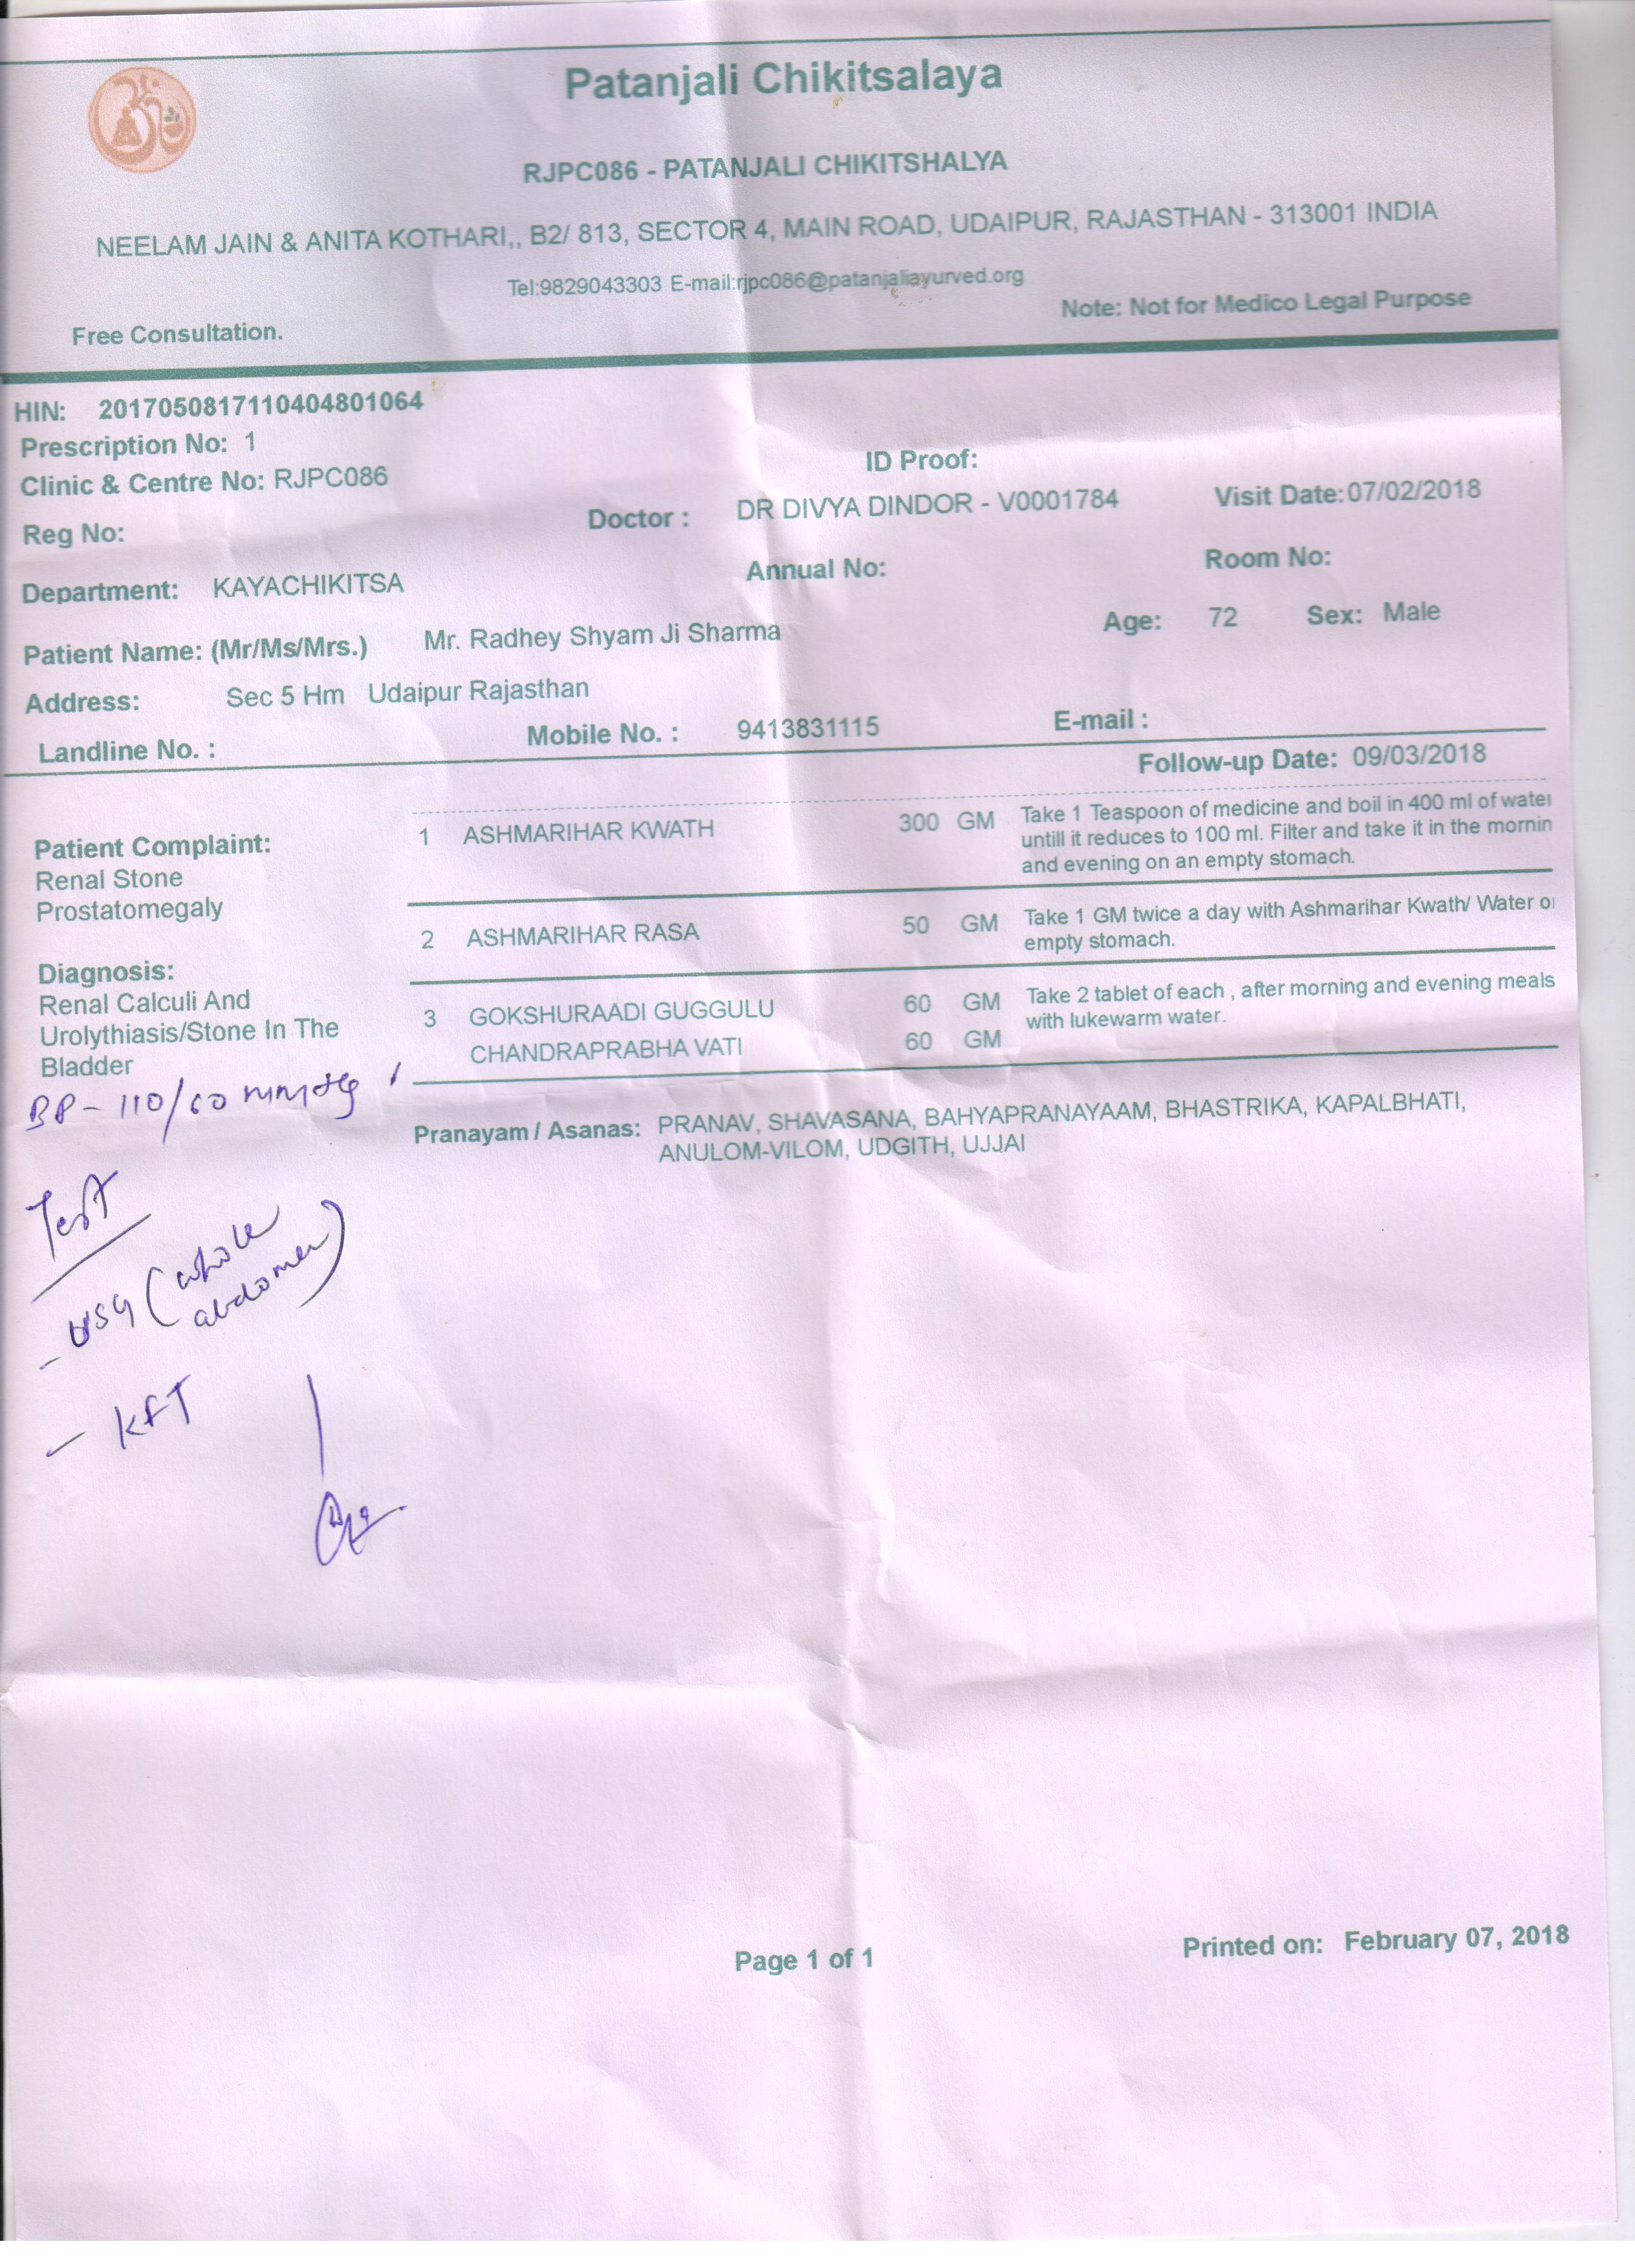 Patanjali Chikitsalaya
RJPC086 - PATANJALI CHIKITSHALYA
NEELAM JAIN & ANITA KOTHARI,, B2/ 813, SECTOR 4, MAIN ROAD, UDAIPUR, RAJASTHAN - 313001 INDIA
Tel:9829043303 E-mail:rjpc086@patanjaliayurved.org
Free Consultation. Note: Not for Medico Legal Purpose
HIN: 2017050817110404801064
Prescription No: 1
Clinic & Centre No: RJPC086 ID Proof:
Reg No: Doctor : DR DIVYA DINDOR - V0001784 Visit Date: 07/02/2018
Department: KAYACHIKITSA Annual No: Room No:
Patient Name: (Mr/Ms/Mrs.) Mr. Radhey Shyam Ji Sharma Age: 72 Sex: Male
Address: Sec 5 Hm Udaipur Rajasthan
Landline No. : Mobile No. : 9413831115 E-mail :
Follow-up Date: 09/03/2018
Patient Complaint:
Renal Stone
Prostatomegaly
Diagnosis:
Renal Calculi And
Urolythiasis/Stone In The
Bladder
BP - 110/60 mmHg
Test
- USG (whole
abdomen)
- KFT
1 ASHMARIHAR KWATH 300 GM Take 1 Teaspoon of medicine and boil in 400 ml of water
untill it reduces to 100 ml. Filter and take it in the mornin
and evening on an empty stomach.
2 ASHMARIHAR RASA 50 GM Take 1 GM twice a day with Ashmarihar Kwath/ Water o
empty stomach.
3 GOKSHURAADI GUGGULU 60 GM Take 2 tablet of each , after morning and evening meals
with lukewarm water.
CHANDRAPRABHA VATI 60 GM
Pranayam / Asanas: PRANAV, SHAVASANA, BAHYAPRANAYAAM, BHASTRIKA, KAPALBHATI,
ANULOM-VILOM, UDGITH, UJJAI
Page 1 of 1 Printed on: February 07, 2018